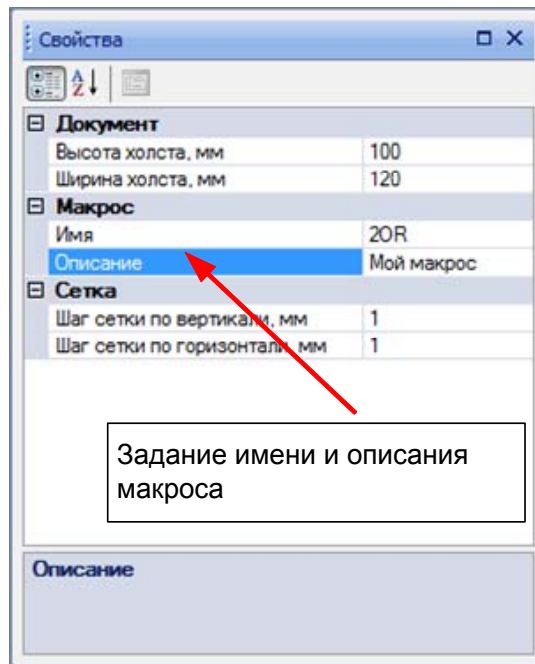 Свойства
Документ
Высота холста, мм 100
Ширина холста, мм 120
Макрос
Имя 2OR
Описание Мой макрос
Сетка
Шаг сетки по вертикали, мм 1
Шаг сетки по горизонтали, мм 1
Задание имени и описания
макроса
Описание